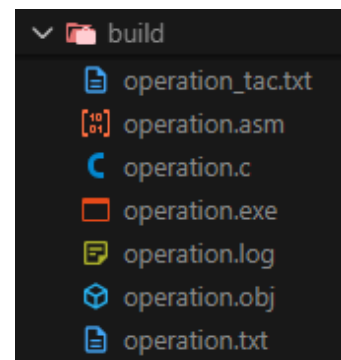 build
operation_tac.txt
operation.asm
operation.c
operation.exe
operation.log
operation.obj
operation.txt